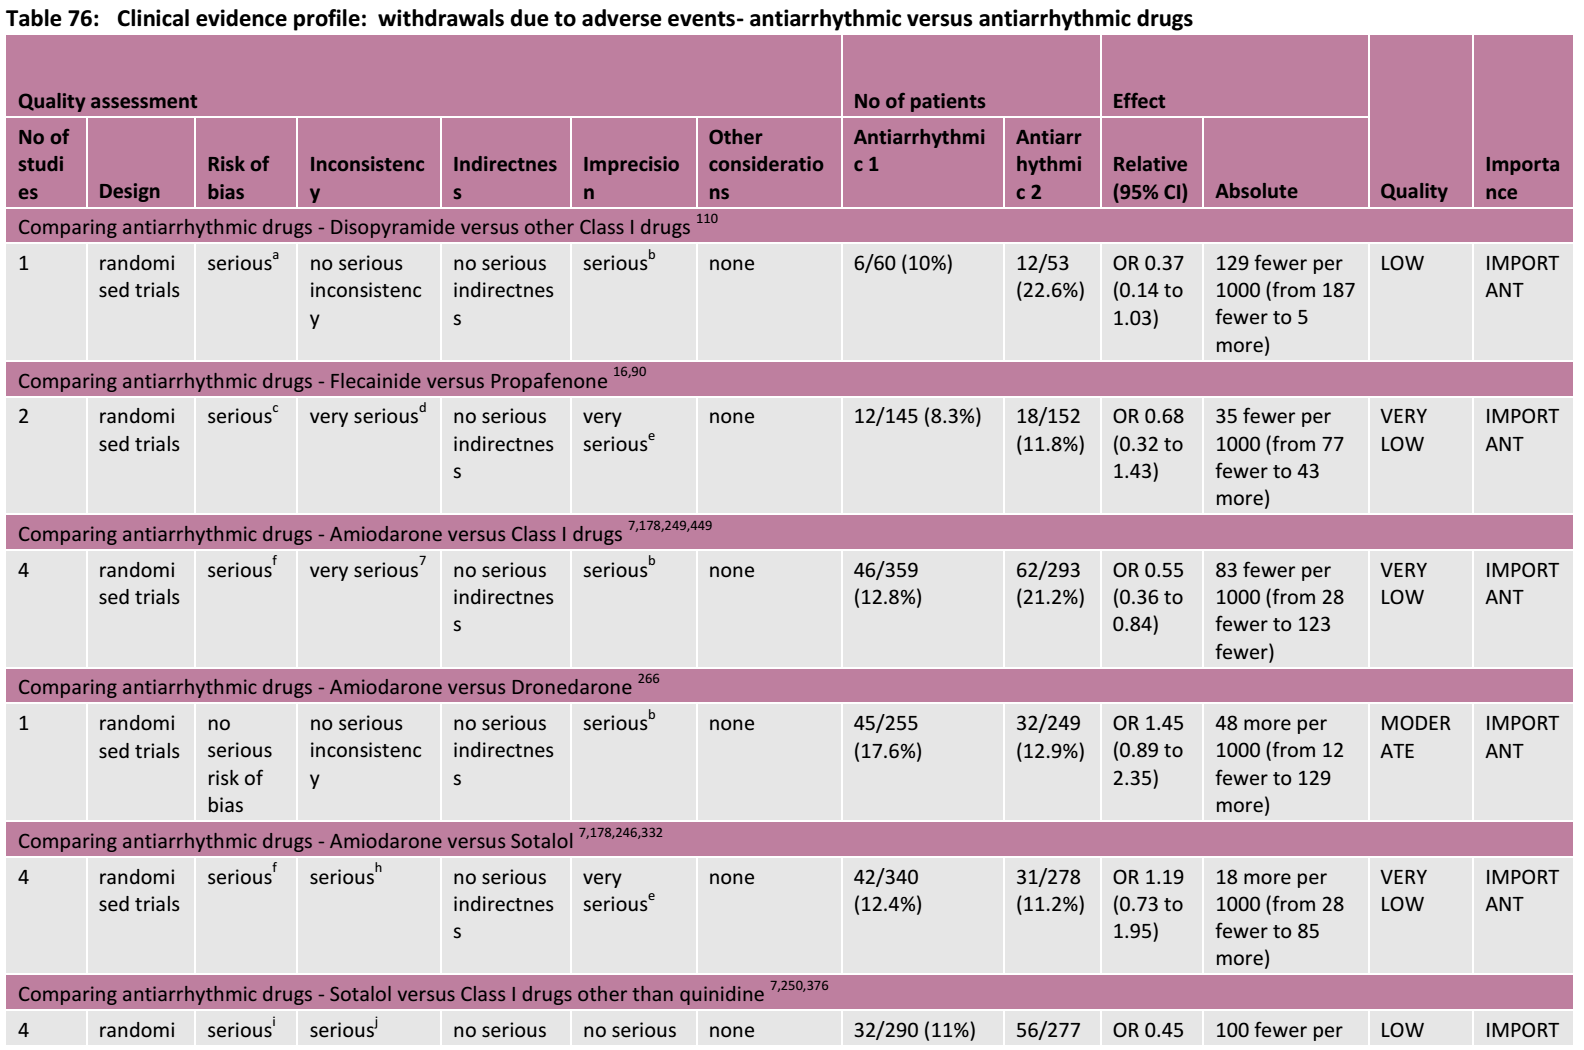 Table 76: Clinical evidence profile: withdrawals due to adverse events- antiarrhythmic versus antiarrhythmic drugs
Quality assessment No of patients Effect
No of studi es Design Risk of bias Inconsistenc y Indirectnes s Imprecisio n Other consideratio ns Antiarrhythmi c 1 Antiarr hythmi c 2 Relative (95% CI) Absolute Quality Importa nce
Comparing antiarrhythmic drugs - Disopyramide versus other Class I drugs 110
1 randomi sed trials serious a no serious inconsistenc y no serious indirectnes s serious b none 6/60 (10%) 12/53 (22.6%) OR 0.37 (0.14 to 1.03) 129 fewer per 1000 (from 187 fewer to 5 more) LOW IMPORT ANT
Comparing antiarrhythmic drugs - Flecainide versus Propafenone 16,90
2 randomi sed trials serious c very serious d no serious indirectnes s very serious e none 12/145 (8.3%) 18/152 (11.8%) OR 0.68 (0.32 to 1.43) 35 fewer per 1000 (from 77 fewer to 43 more) VERY LOW IMPORT ANT
Comparing antiarrhythmic drugs - Amiodarone versus Class I drugs 7,178,249,449
4 randomi sed trials serious f very serious 7 no serious indirectnes s serious b none 46/359 (12.8%) 62/293 (21.2%) OR 0.55 (0.36 to 0.84) 83 fewer per 1000 (from 28 fewer to 123 fewer) VERY LOW IMPORT ANT
Comparing antiarrhythmic drugs - Amiodarone versus Dronedarone 266
1 randomi sed trials no serious risk of bias no serious inconsistenc y no serious indirectnes s serious b none 45/255 (17.6%) 32/249 (12.9%) OR 1.45 (0.89 to 2.35) 48 more per 1000 (from 12 fewer to 129 more) MODER ATE IMPORT ANT
Comparing antiarrhythmic drugs - Amiodarone versus Sotalol 7,178,246,332
4 randomi sed trials serious f serious h no serious indirectnes s very serious e none 42/340 (12.4%) 31/278 (11.2%) OR 1.19 (0.73 to 1.95) 18 more per 1000 (from 28 fewer to 85 more) VERY LOW IMPORT ANT
Comparing antiarrhythmic drugs - Sotalol versus Class I drugs other than quinidine 7,250,376
4 randomi serious i serious j no serious no serious none 32/290 (11%) 56/277 OR 0.45 100 fewer per LOW IMPORT